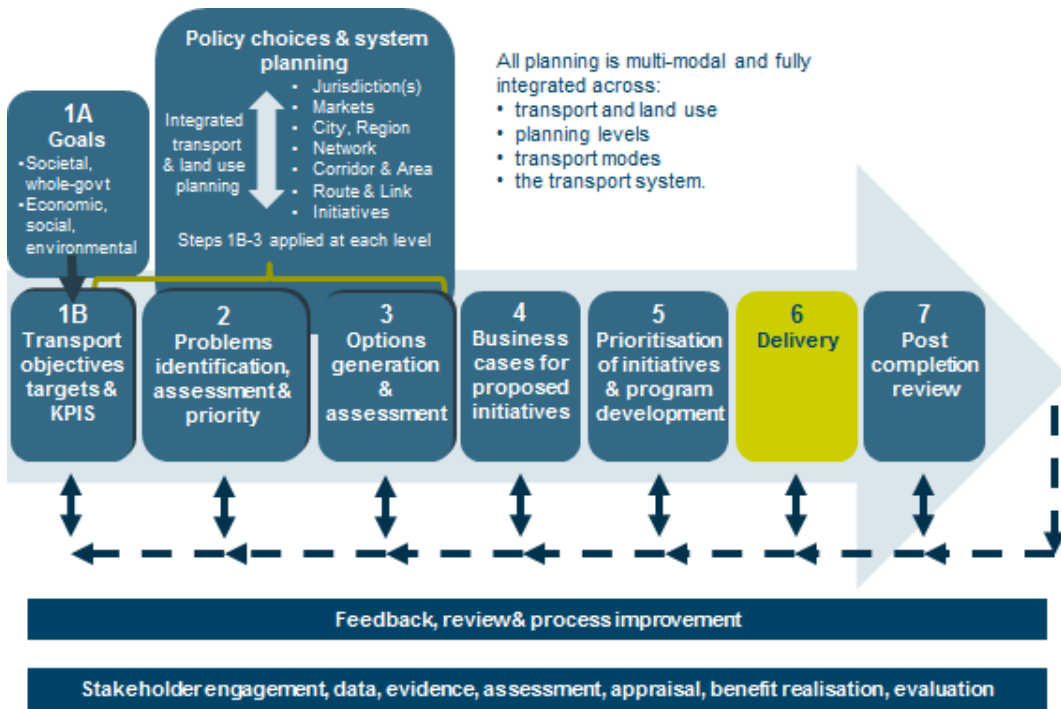 Policy choices & system
planning
Integrated
transport
& land use
planning
▪ Jurisdiction(s)
▪ Markets
▪ City, Region
▪ Network
▪ Corridor & Area
▪ Route & Link
▪ Initiatives
Steps 1B-3 applied at each level
All planning is multi-modal and fully
integrated across:
• transport and land use
• planning levels
• transport modes
• the transport system.
1A
Goals
•Societal,
whole-govt
•Economic,
social,
environmental
1B
Transport
objectives
targets &
KPIS
2
Problems
identification,
assessment &
priority
3
Options
generation
&
assessment
4
Business
cases for
proposed
initiatives
5
Prioritisation
of initiatives
& program
development
6
Delivery
7
Post
completion
review
Feedback, review& process improvement
Stakeholder engagement, data, evidence, assessment, appraisal, benefit realisation, evaluation